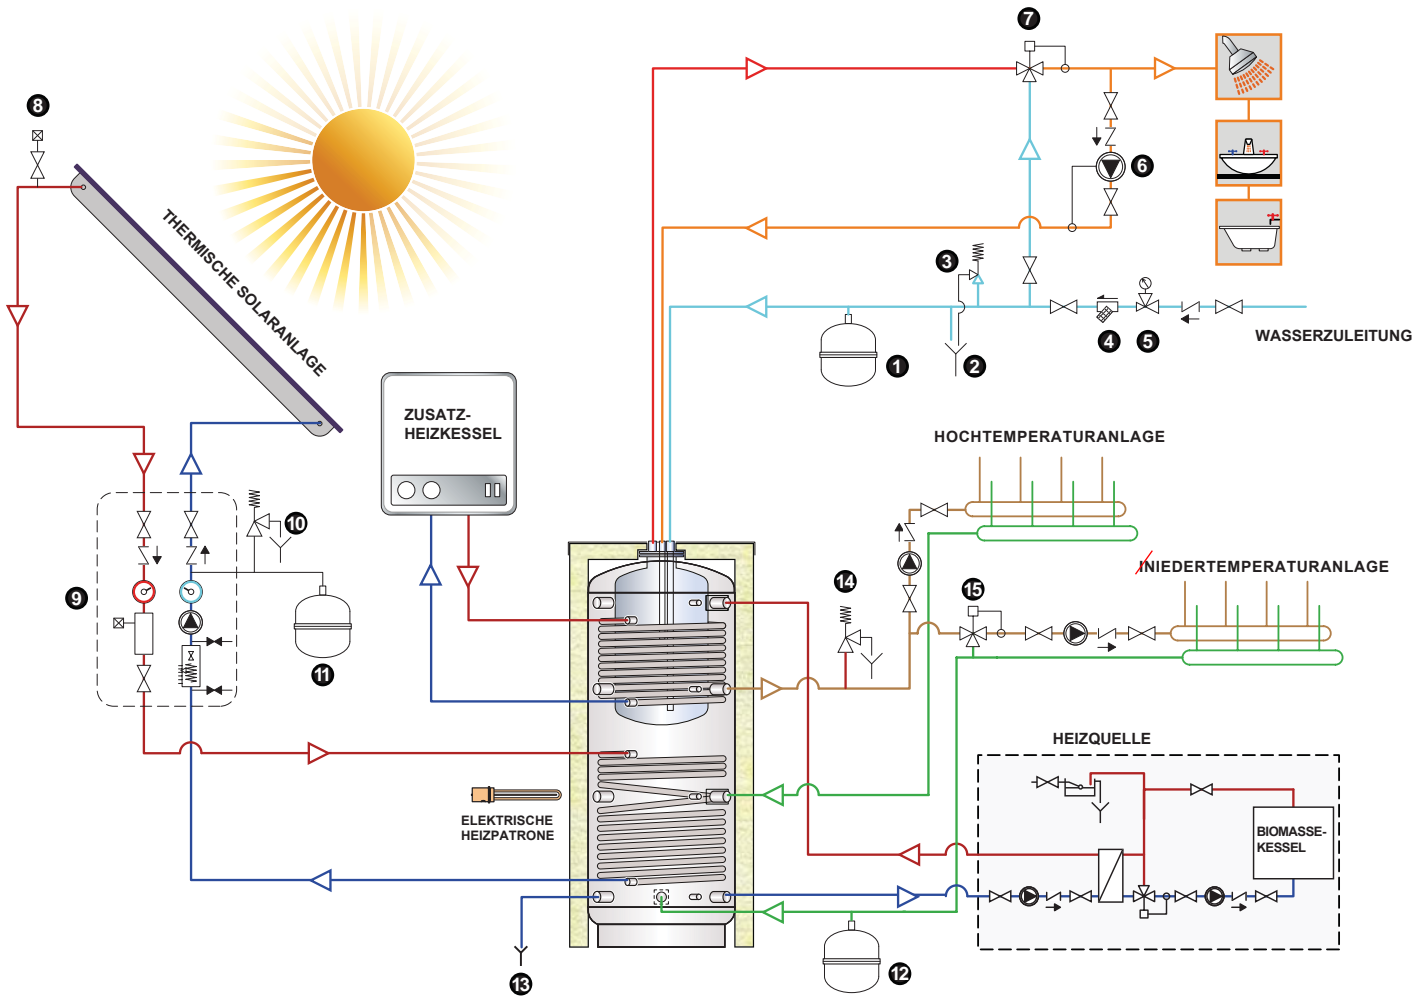 7
8
6
THERMISCHE SOLARANLAGE
3
4
5
WASSERZULEITUNG
1
2
ZUSATZ-
HEIZKESSEL
HOCHTEMPERATURANLAGE
10
INIEDERTEMPERATURANLAGE
14
15
9
11
HEIZQUELLE
ELEKTRISCHE
HEIZPATRONE
BIOMASSE-
KESSEL
12
13